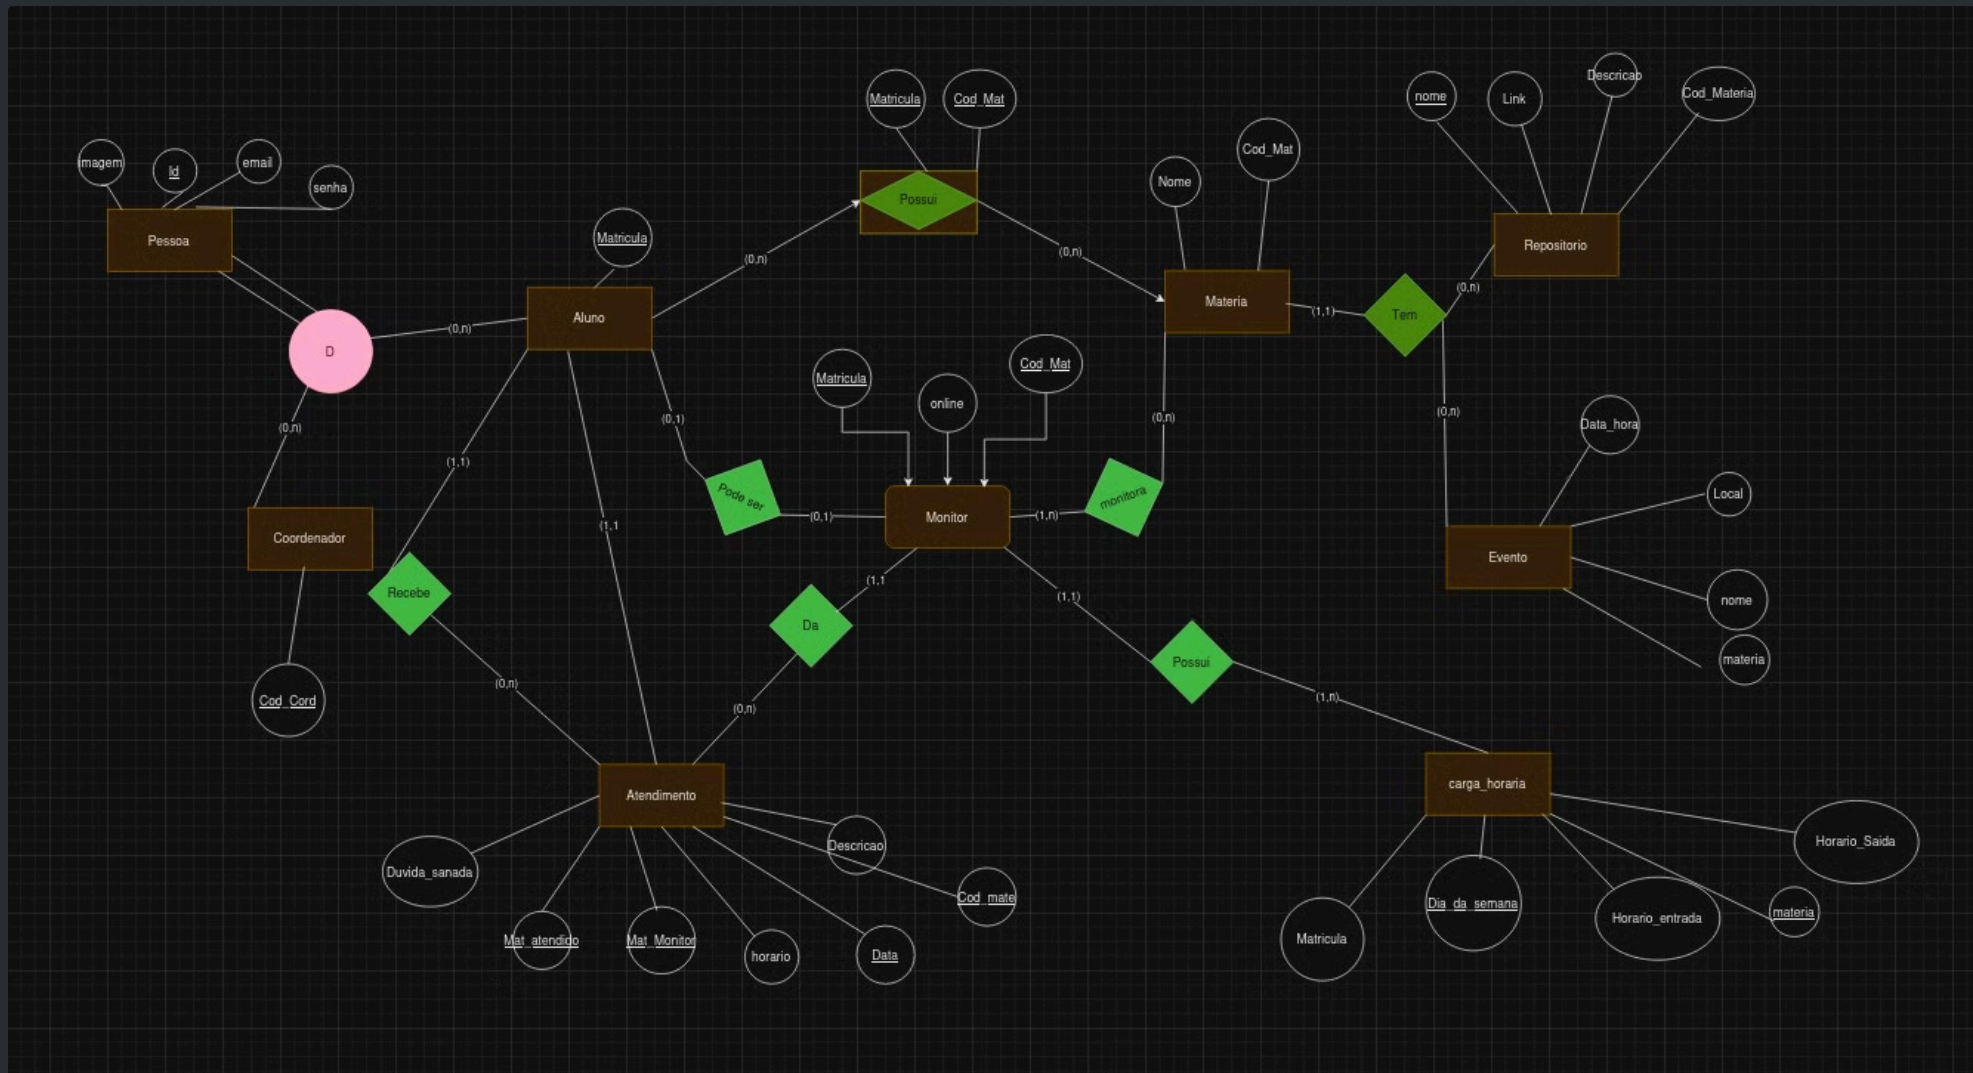 Descricao
Matricula
Cod_Mat
nome
Link
Cod_Materia
Cod_Mat
imagem
Id
email
senha
Nome
Possui
Matricula
Pessoa
Repositorio
(0,n)
(0,n)
(0,n)
Materia
(1,1)
Tem
Aluno
(0,n)
D
Matricula
online
Cod_Mat
(0,n)
(0,1)
(0,n)
(0,n)
Data_hora
(1,1)
Pode ser
monitora
Local
(0,1)
Monitor
(1,n)
(1,1
Coordenador
Evento
(1,1
Recebe
(1,1)
nome
Da
Possui
materia
(0,n)
(1,n)
Cod_Cord
(0,n)
Atendimento
carga_horaria
Descricao
Horario_Saida
Duvida_sanada
Cod_mate
Dia_da_semana
materia
Horario_entrada
Mat_atendido
Mat_Monitor
horario
Data
Matricula